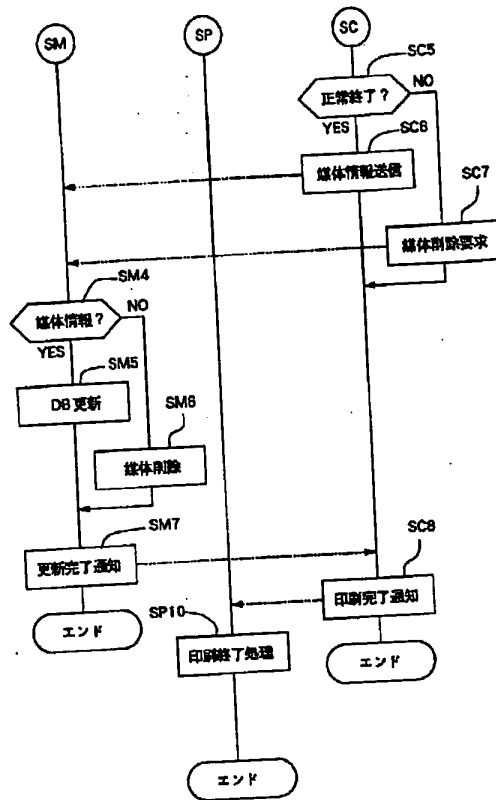 SM
SP
SC
SC5
正常終了?
NO
YES
SC6
媒体情報送信
SC7
媒体削除要求
SM4
媒体情報?
NO
YES
SM5
DB更新
SM6
媒体削除
SM7
更新完了通知
SC8
印刷完了通知
エンド
SP10
印刷終了処理
エンド
エンド